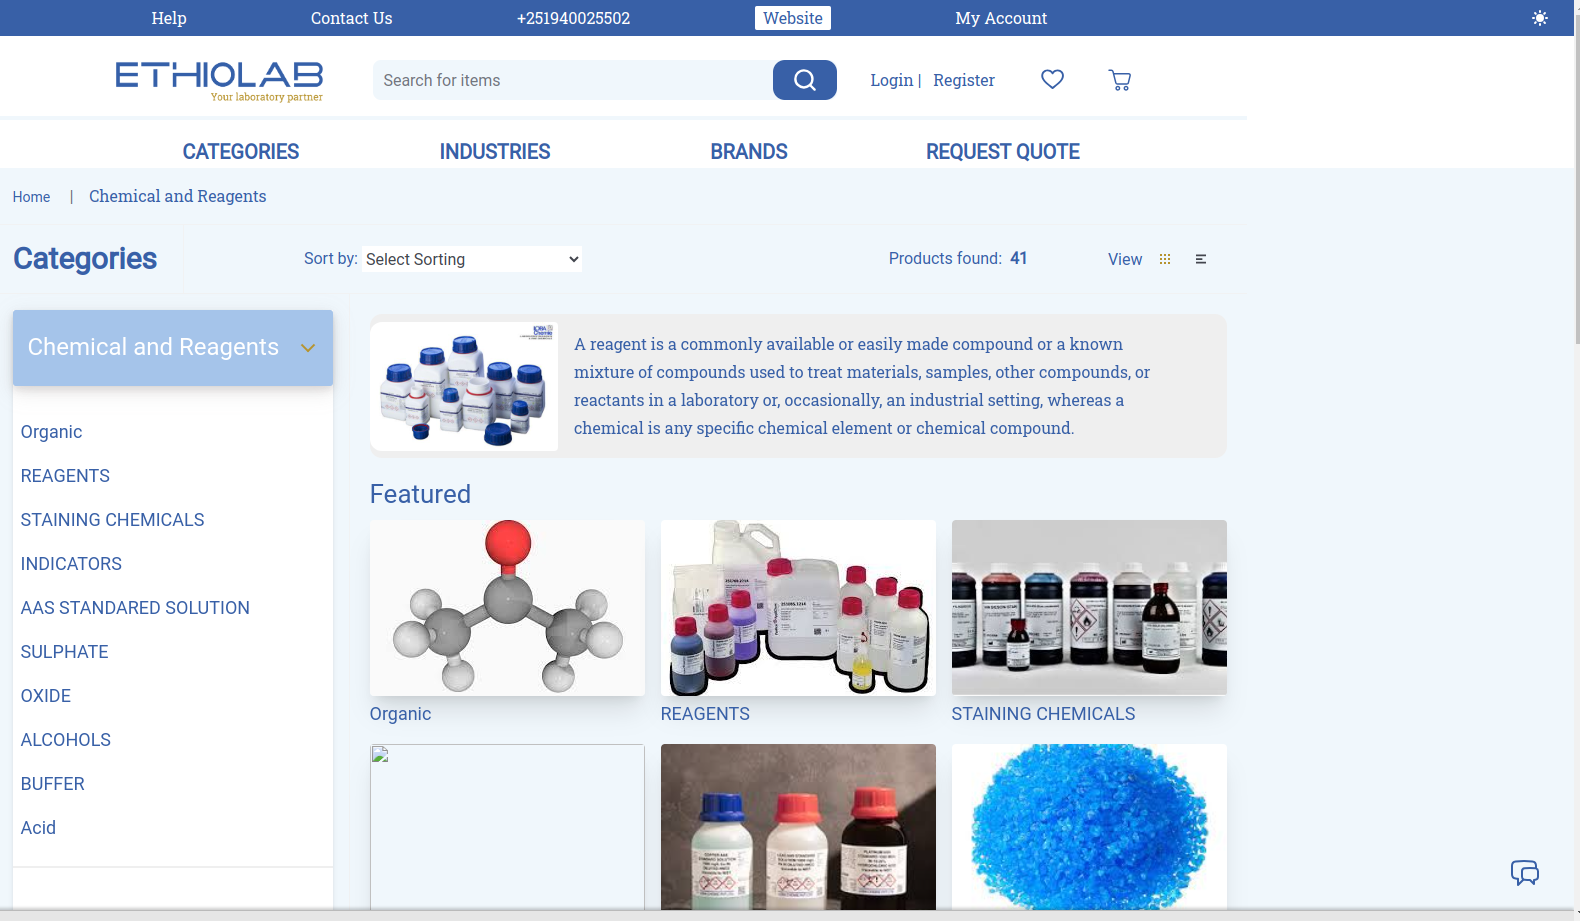 Help
Contact Us
+251940025502
Website
My Account
ETHIOLAB
Your laboratory partner
Search for items
Login |
Register
CATEGORIES
INDUSTRIES
BRANDS
REQUEST QUOTE
Home | Chemical and Reagents
Categories
Sort by: Select Sorting
Products found: 41
View
Chemical and Reagents
Organic
REAGENTS
STAINING CHEMICALS
INDICATORS
AAS STANDARED SOLUTION
SULPHATE
OXIDE
ALCOHOLS
BUFFER
Acid
A reagent is a commonly available or easily made compound or a known
mixture of compounds used to treat materials, samples, other compounds, or
reactants in a laboratory or, occasionally, an industrial setting, whereas a
chemical is any specific chemical element or chemical compound.
Featured
Organic
REAGENTS
STAINING CHEMICALS